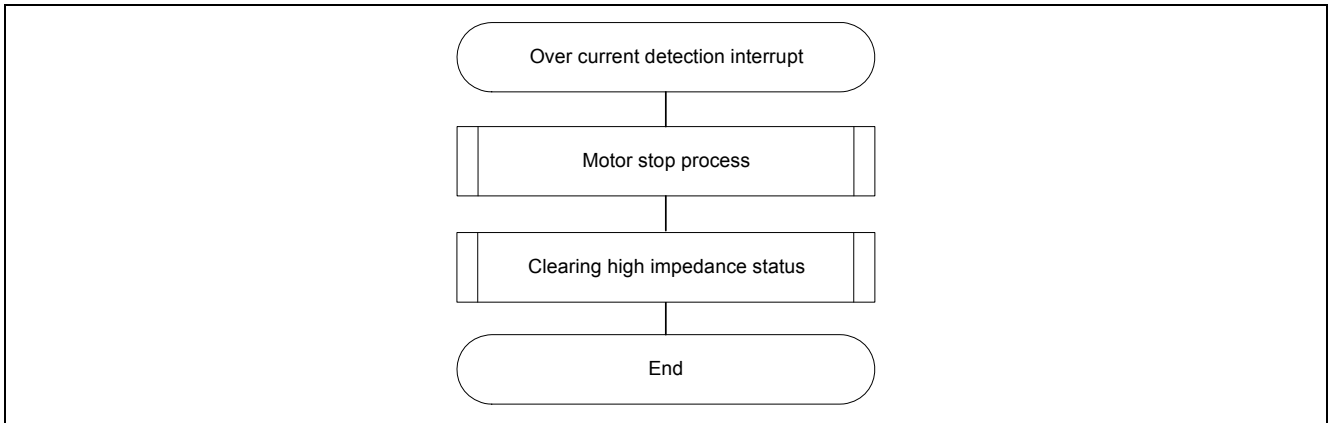 Over current detection interrupt
Motor stop process
Clearing high impedance status
End